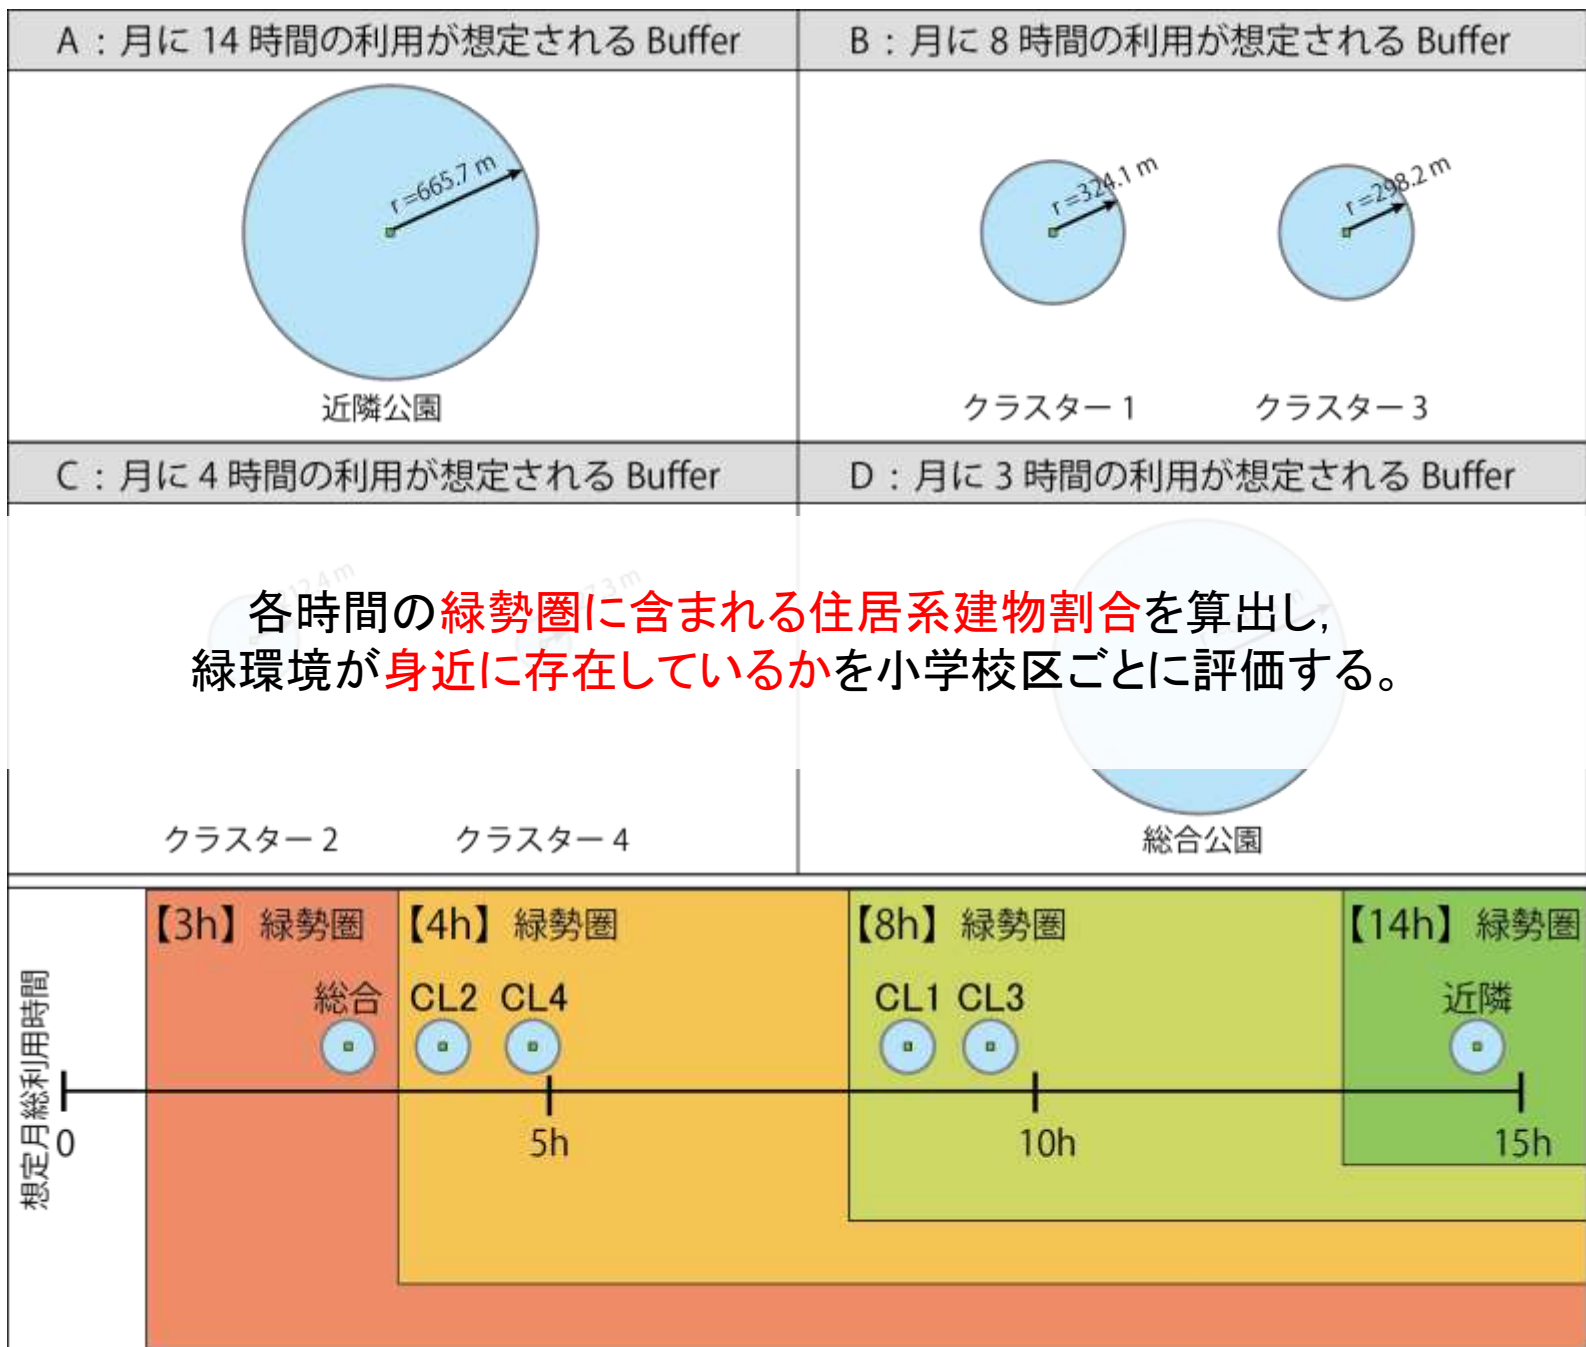 A：月に 14 時間の利用が想定される Buffer
B：月に 8 時間の利用が想定される Buffer
r =665.7 m
近隣公園
r =324.1 m
r =298.2 m
クラスター 1
クラスター 3
C：月に 4 時間の利用が想定される Buffer
D：月に 3 時間の利用が想定される Buffer
各時間の緑勢圏に含まれる住居系建物割合を算出し,
緑環境が身近に存在しているかを小学校区ごとに評価する。
クラスター 2
クラスター 4
総合公園
想定月総利用時間
【3h】緑勢圏
【4h】緑勢圏
【8h】緑勢圏
【14h】緑勢圏
総合
CL2
CL4
CL1
CL3
近隣
0
5h
10h
15h